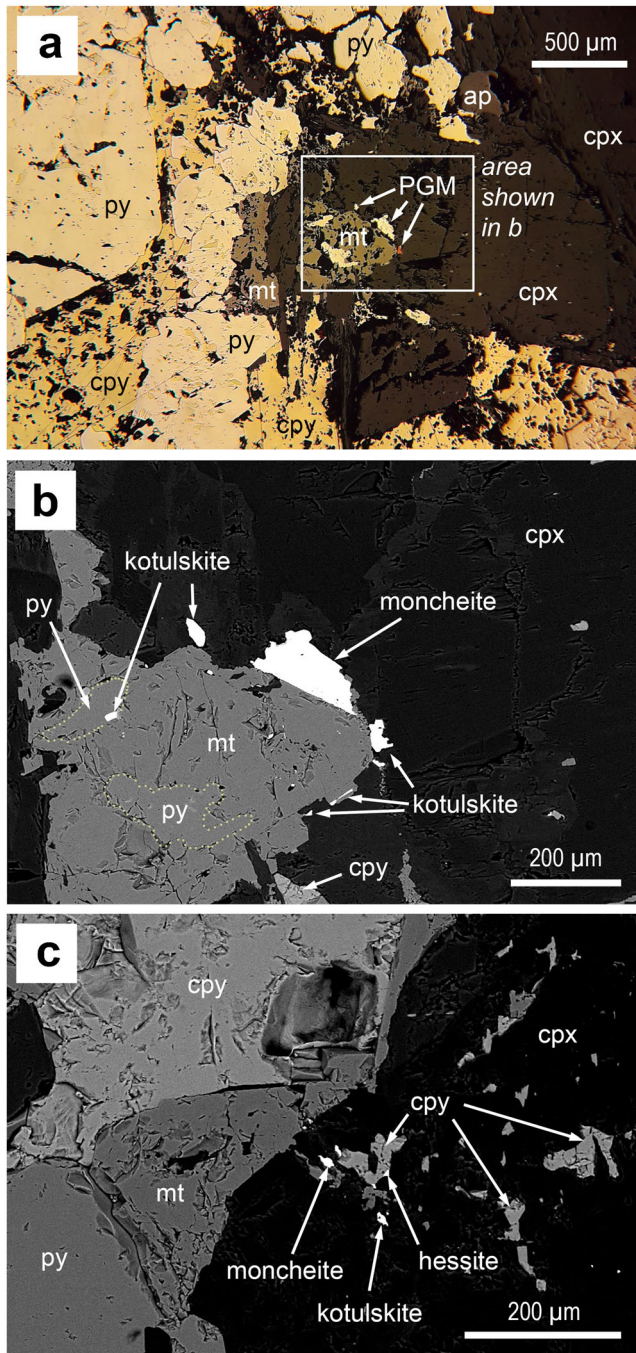 a
py
500 µm
ap
cpx
PGM
area
shown
in b
py
mt
mt
cpx
py
cpy
cpy
b
cpx
kotulskite
moncheite
py
mt
kotulskite
py
cpy
200 µm
c
cpy
cpx
cpy
mt
py
moncheite
hessite
kotulskite
200 µm